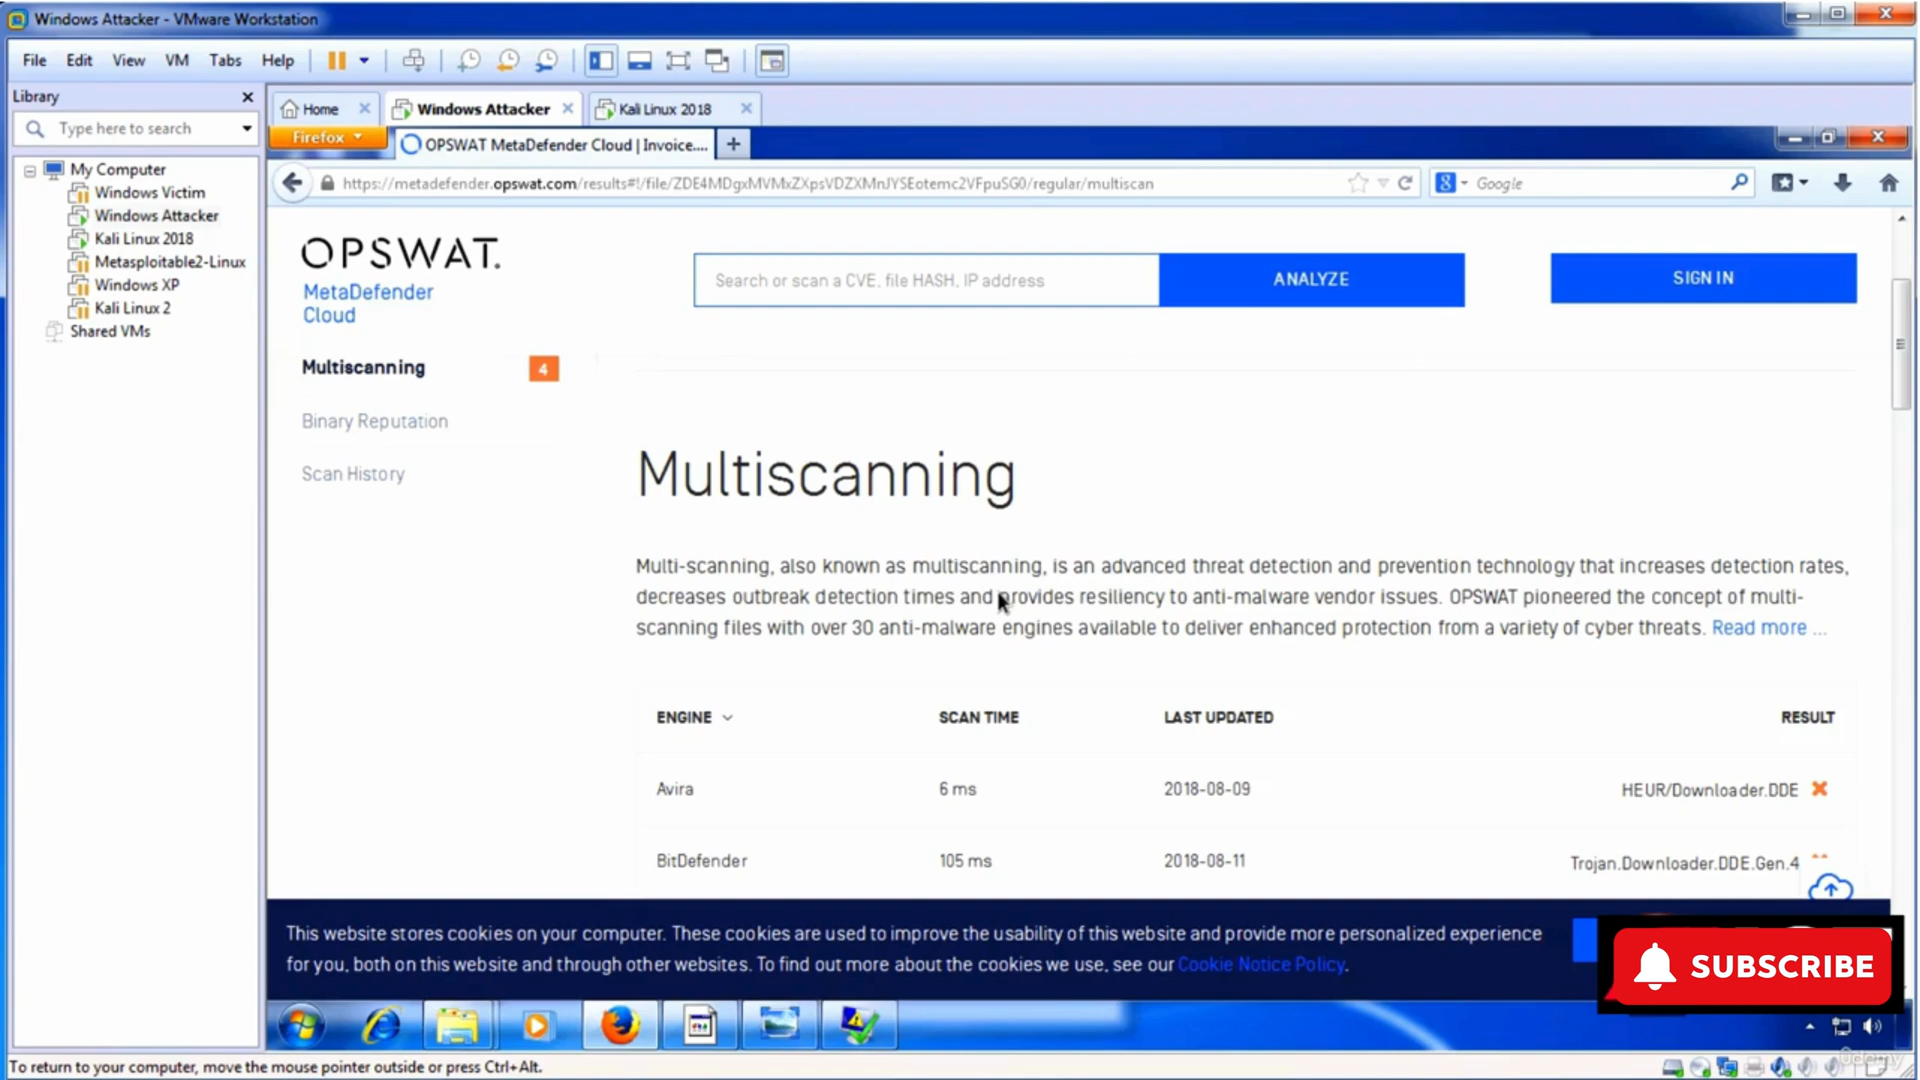 Windows Attacker - VMware Workstation
File Edit View VM Tabs Help
Library
Type here to search
My Computer
Windows Victim
Windows Attacker
Kali Linux 2018
Metasploitable2-Linux
Windows XP
Kali Linux 2
Shared VMs
Home Windows Attacker Kali Linux 2018
Firefox
OPSWAT MetaDefender Cloud | Invoice....
https://metadefender.opswat.com/results#!/file/ZDE4MDgxMVMxZXpsVDZXMnJYSEotemc2VFpuSG0/regular/multiscan
Google
OPSWAT.
MetaDefender
Cloud
Search or scan a CVE, file HASH, IP address
ANALYZE
SIGN IN
Multiscanning 4
Binary Reputation
Scan History
Multiscanning
Multi-scanning, also known as multiscanning, is an advanced threat detection and prevention technology that increases detection rates,
decreases outbreak detection times and provides resiliency to anti-malware vendor issues. OPSWAT pioneered the concept of multi-
scanning files with over 30 anti-malware engines available to deliver enhanced protection from a variety of cyber threats. Read more ...
ENGINE SCAN TIME LAST UPDATED RESULT
Avira 6 ms 2018-08-09 HEUR/Downloader.DDE
BitDefender 105 ms 2018-08-11 Trojan.Downloader.DDE.Gen.4
This website stores cookies on your computer. These cookies are used to improve the usability of this website and provide more personalized experience
for you, both on this website and through other websites. To find out more about the cookies we use, see our Cookie Notice Policy.
SUBSCRIBE
To return to your computer, move the mouse pointer outside or press Ctrl+Alt.
Udemy